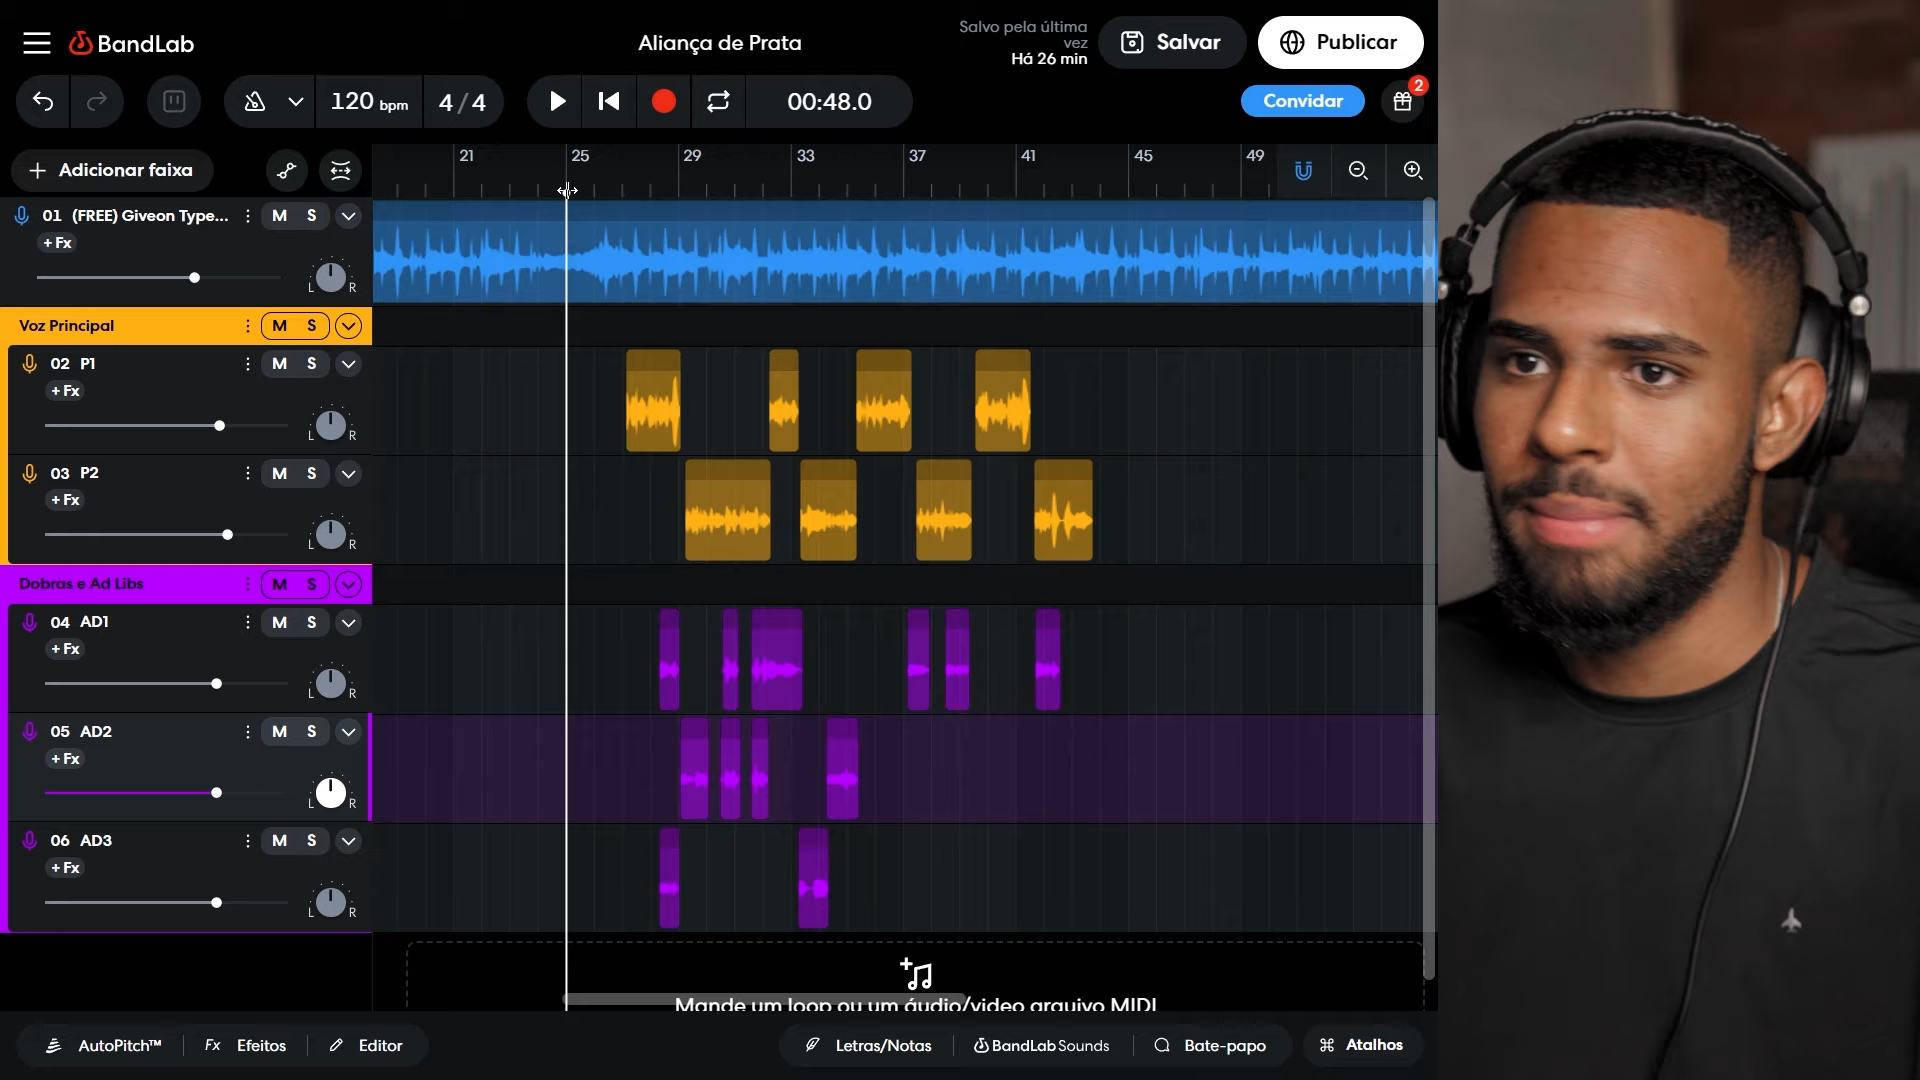 BandLab
Aliança de Prata
Salvo pela última
vez
Há 26 min
Salvar
Publicar
120 bpm
4 / 4
00:48.0
Convidar
2
Adicionar faixa
21
25
29
33
37
41
45
49
01 (FREE) Giveon Type...
M S
+ Fx
L R
Voz Principal
M S
02 P1
M S
+ Fx
L R
03 P2
M S
+ Fx
L R
Dobras e Ad Libs
M S
04 AD1
M S
+ Fx
L R
05 AD2
M S
+ Fx
L R
06 AD3
M S
+ Fx
L R
Mande um loop ou um áudio/video arquivo MIDI
AutoPitch™
Fx Efeitos
Editor
Letras/Notas
BandLab Sounds
Bate-papo
Atalhos